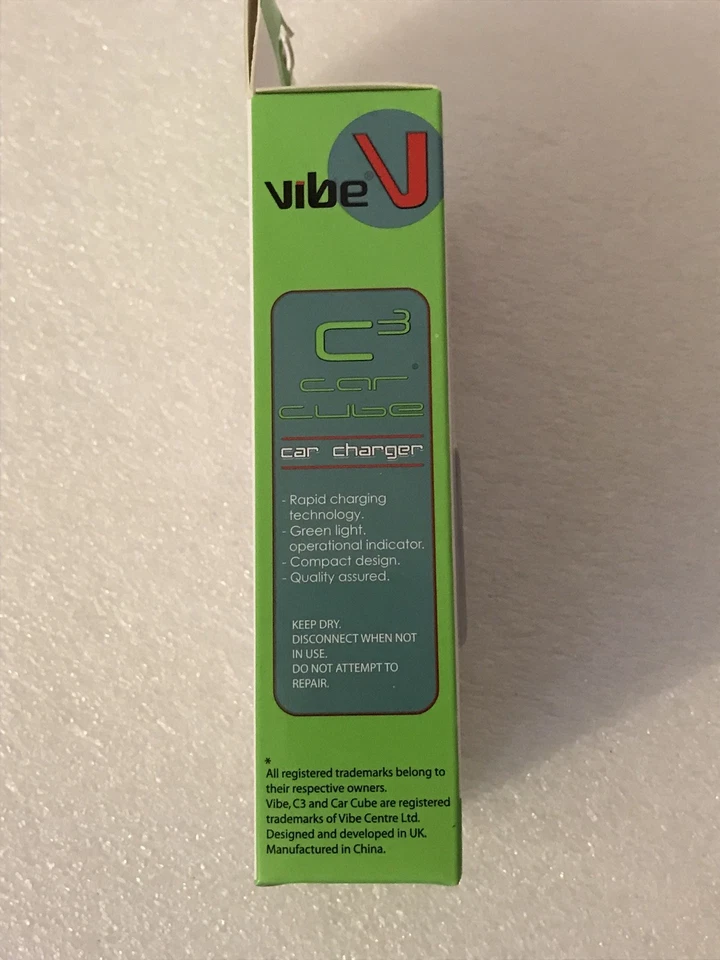 vibe® V
C³
car®
cube
car charger
- Rapid charging
technology.
- Green light.
operational indicator.
- Compact design.
- Quality assured.
KEEP DRY.
DISCONNECT WHEN NOT
IN USE.
DO NOT ATTEMPT TO
REPAIR.
*
All registered trademarks belong to
their respective owners.
Vibe, C3 and Car Cube are registered
trademarks of Vibe Centre Ltd.
Designed and developed in UK.
Manufactured in China.